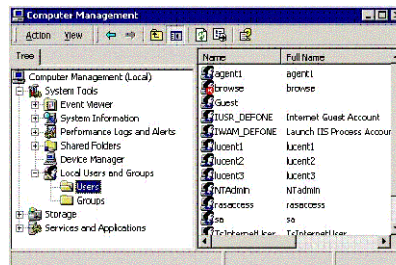 Computer Management
Action View
Tree
Computer Management (Local)
System Tools
Event Viewer
System Information
Performance Logs and Alerts
Shared Folders
Device Manager
Local Users and Groups
Users
Groups
Storage
Services and Applications
Name Full Name
agent1 agent1
browse browse
Guest
IUSR_DEFONE Internet Guest Account
IWAM_DEFONE Launch IIS Process Accour
lucent1 lucent1
lucent2 lucent2
lucent3 lucent3
NTAdmin NTAdmin
rasaccess rasaccess
sa sa
TsInternetUser TsInternetUser